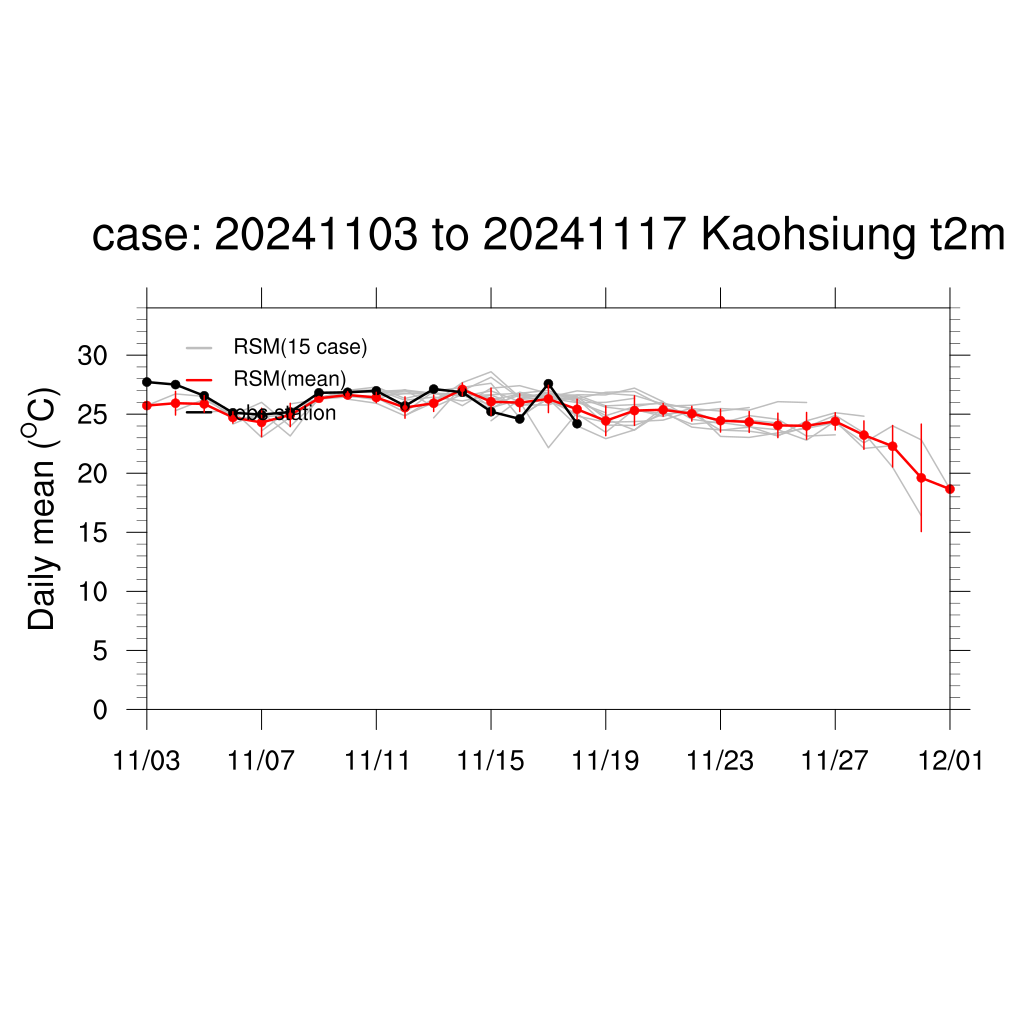 case: 20241103 to 20241117 Kaohsiung t2m
Daily mean (°C)
30
25
20
15
10
5
0
RSM(15 case)
RSM(mean)
obs station
11/03 11/07 11/11 11/15 11/19 11/23 11/27 12/01